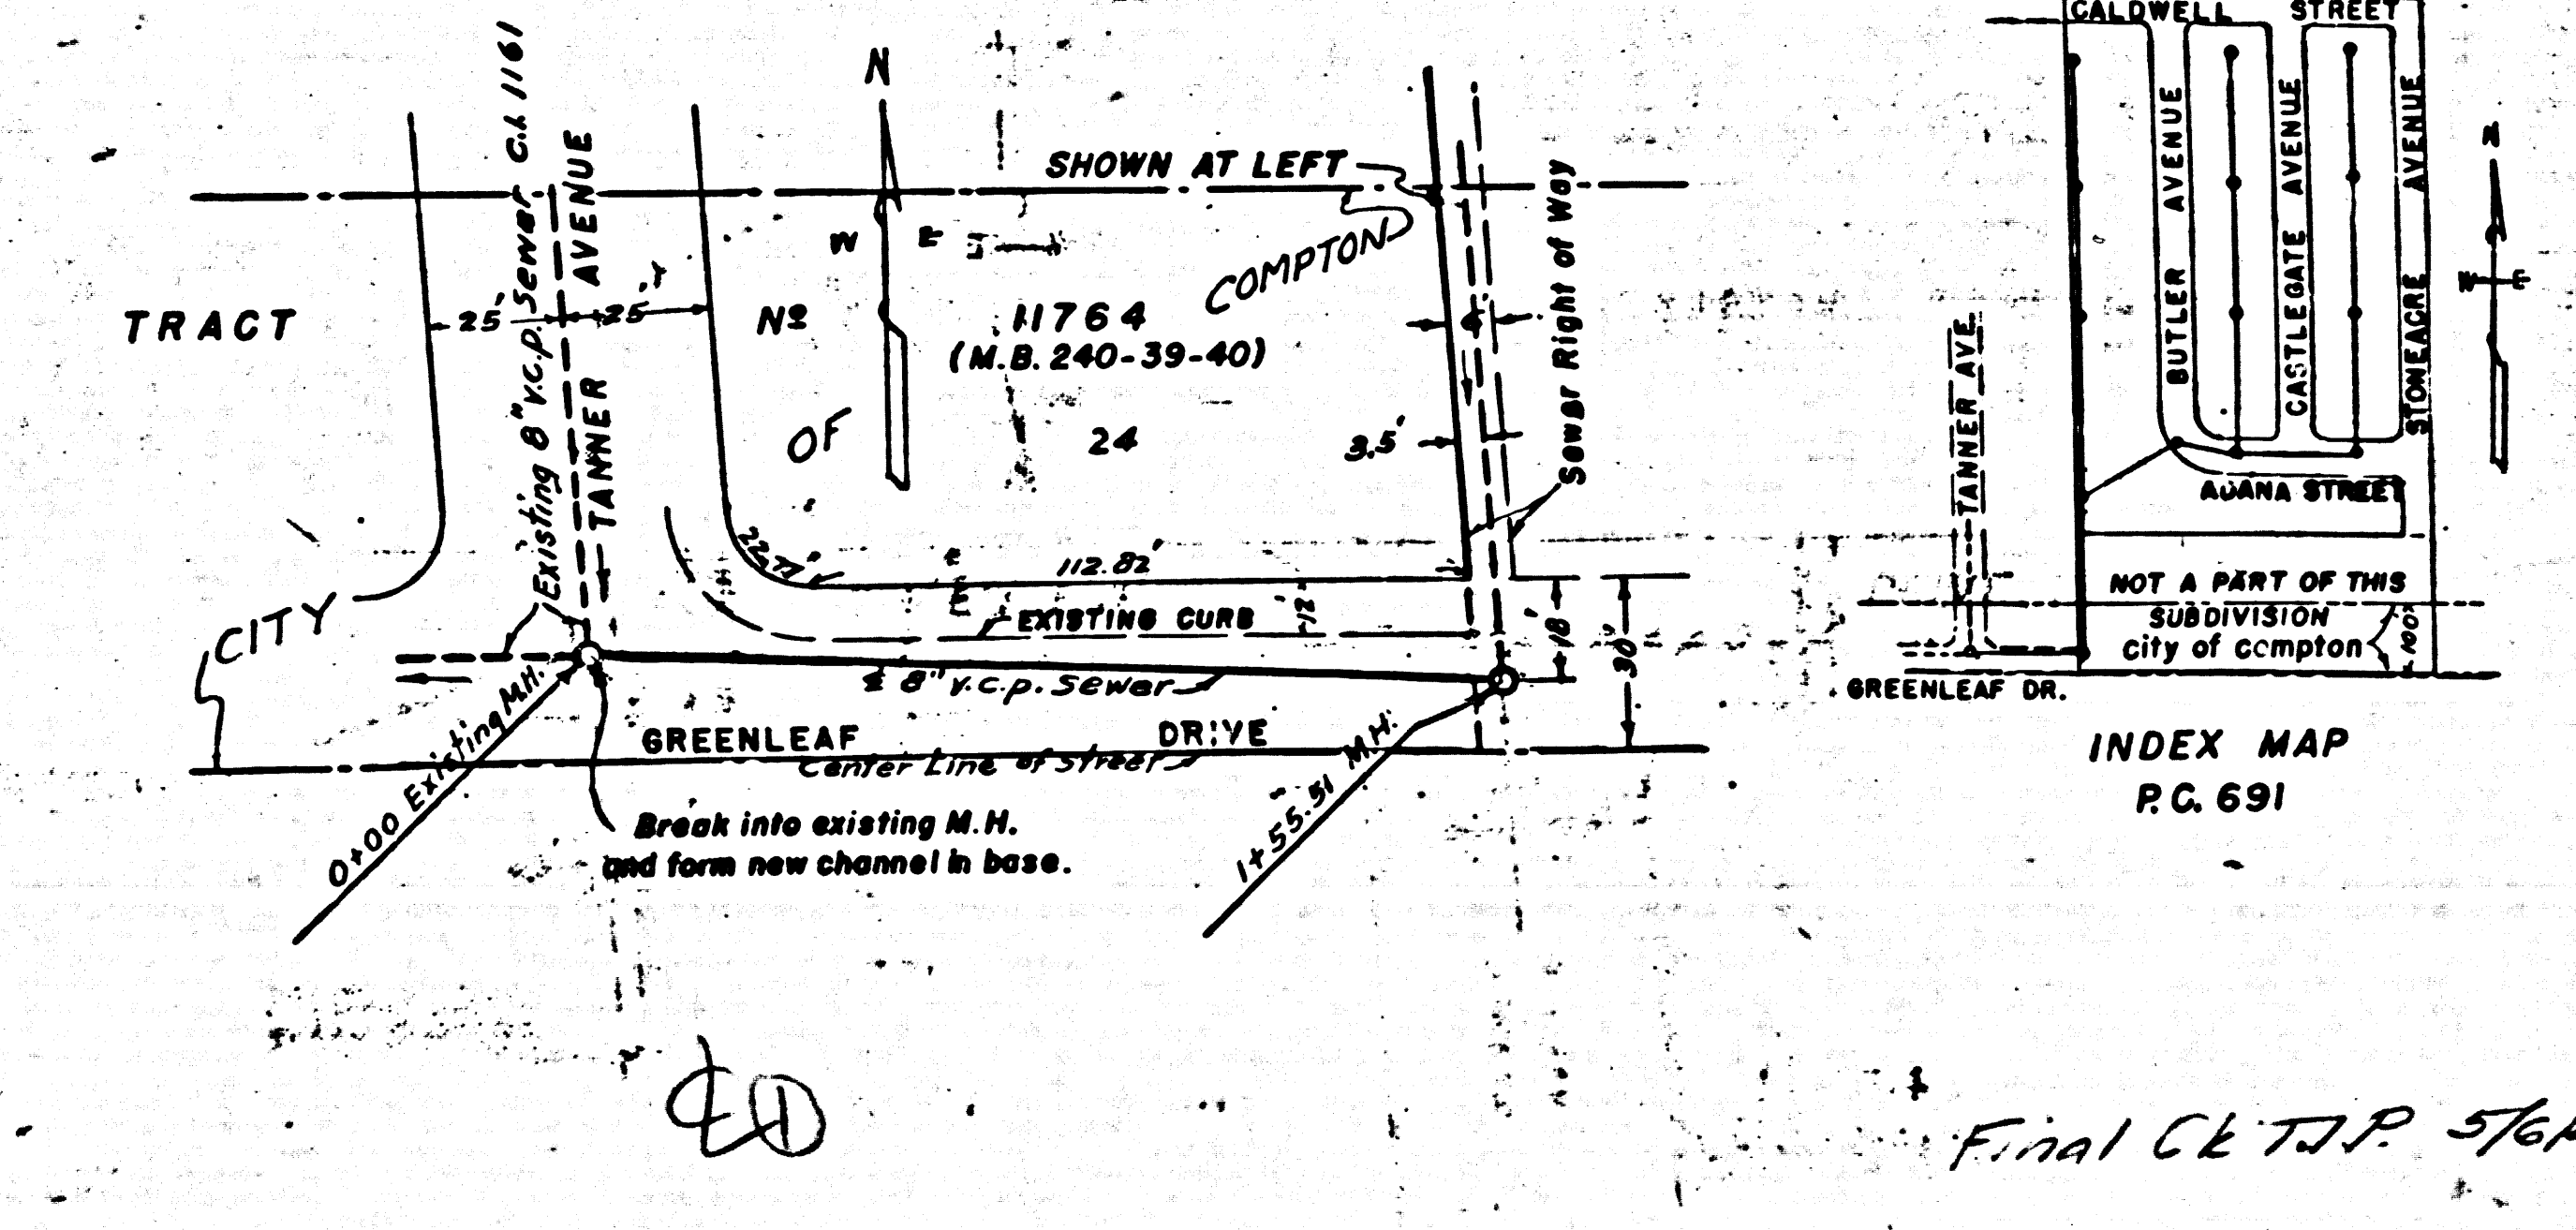 Existing 8" V.C.P. Sewer C.I. 1161
TANNER AVENUE
N
W E
SHOWN AT LEFT
TRACT Nº 11764
(M.B. 240-39-40)
25' 25'
CITY OF COMPTON
24
3.5'
4'
Sewer Right of Way
22.77'
112.82'
EXISTING CURB
12'
18'
30'
8" V.C.P. Sewer
GREENLEAF DRIVE
Center Line of street
0+00 Existing M.H.
1+55.51 M.H.
Break into existing M.H.
and form new channel in base.
CALDWELL STREET
BUTLER AVENUE
CASTLEGATE AVENUE
STONEACRE AVENUE
TANNER AVE.
N
W E
ADANA STREET
NOT A PART OF THIS
SUBDIVISION
city of compton
100'
GREENLEAF DR.
INDEX MAP
P.C. 691
Final Ck T.J.P.